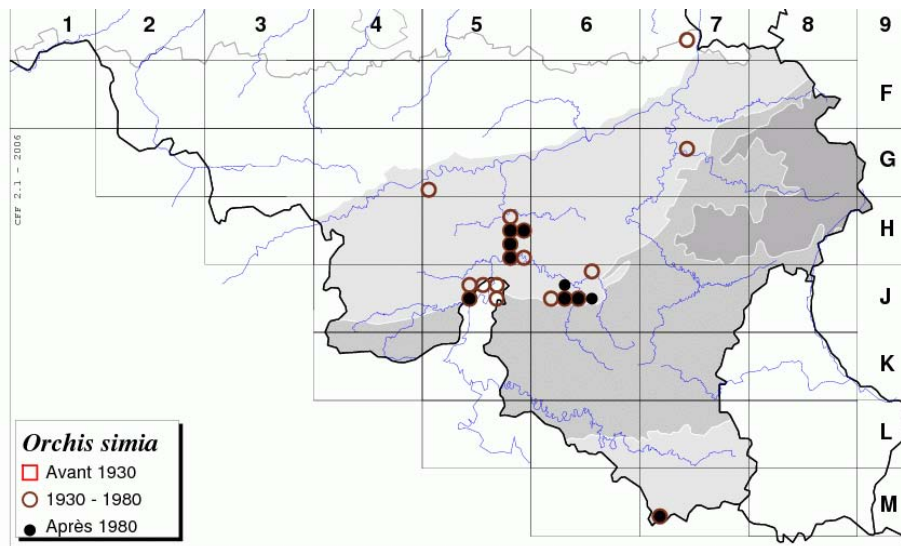 1 2 3 4 5 6 7 8 9
F
G
CFF 2.1 - 2006
H
J
K
L
M
Orchis simia
Avant 1930
1930 - 1980
Après 1980